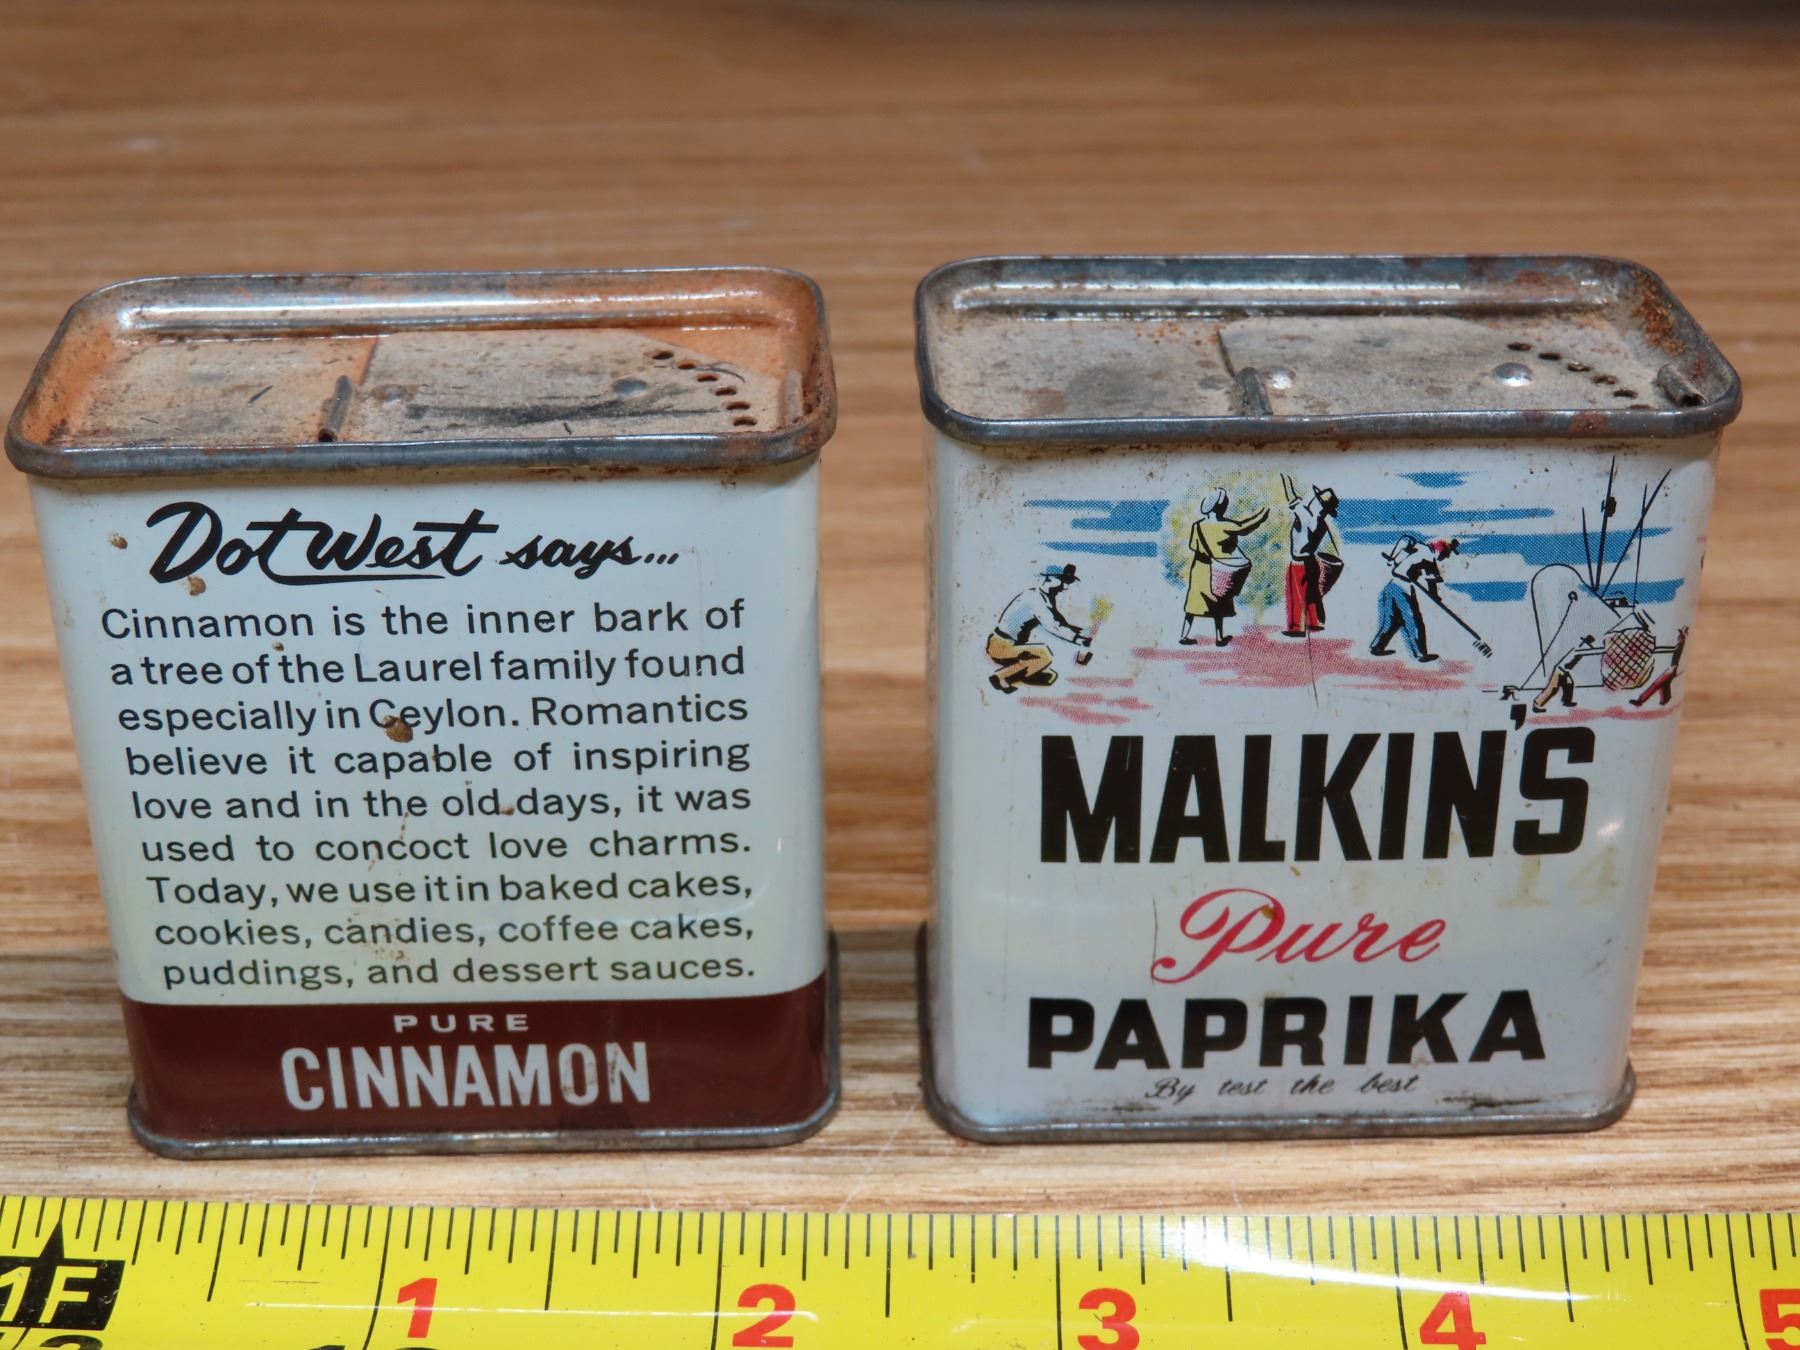 Dot West says...
Cinnamon is the inner bark of
a tree of the Laurel family found
especially in Ceylon. Romantics
believe it capable of inspiring
love and in the old days, it was
used to concoct love charms.
Today, we use it in baked cakes,
cookies, candies, coffee cakes,
puddings, and dessert sauces.
PURE
CINNAMON
MALKIN'S
Pure
PAPRIKA
By test the best
1F
1 2 3 4 5